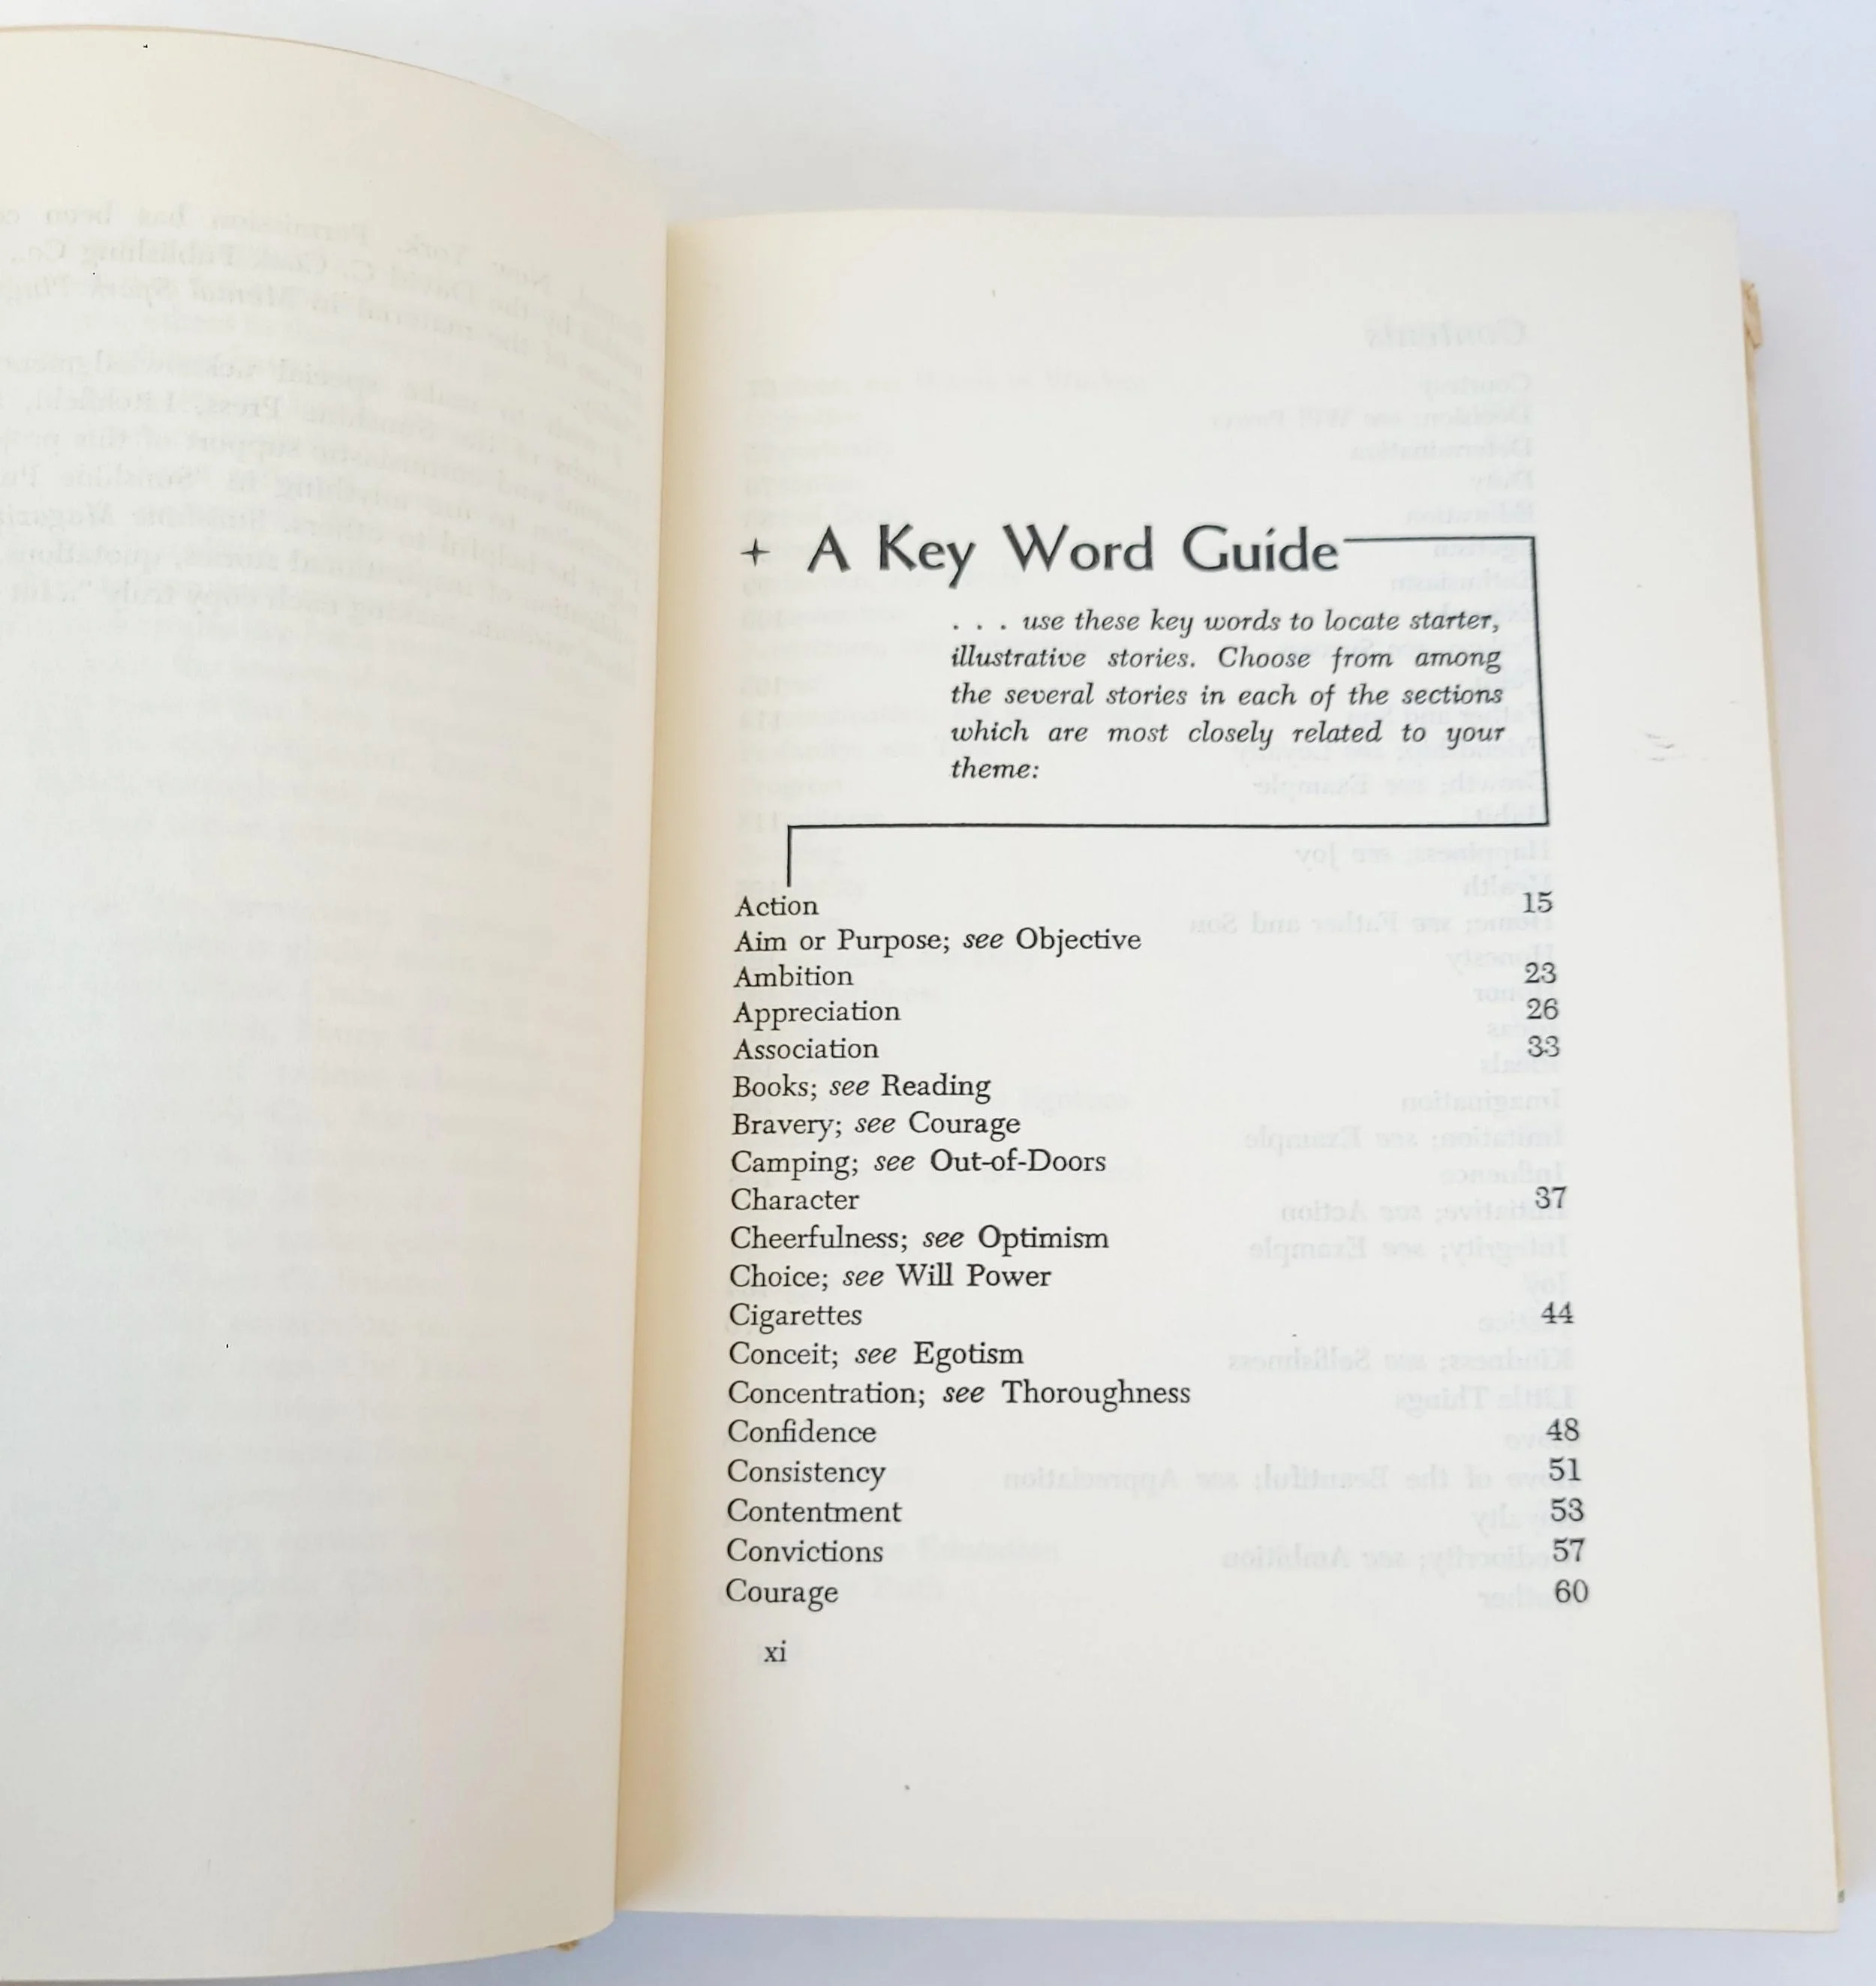 + A Key Word Guide
. . . use these key words to locate starter,
illustrative stories. Choose from among
the several stories in each of the sections
which are most closely related to your
theme:
Action 15
Aim or Purpose; see Objective
Ambition 23
Appreciation 26
Association 33
Books; see Reading
Bravery; see Courage
Camping; see Out-of-Doors
Character 37
Cheerfulness; see Optimism
Choice; see Will Power
Cigarettes 44
Conceit; see Egotism
Concentration; see Thoroughness
Confidence 48
Consistency 51
Contentment 53
Convictions 57
Courage 60
xi